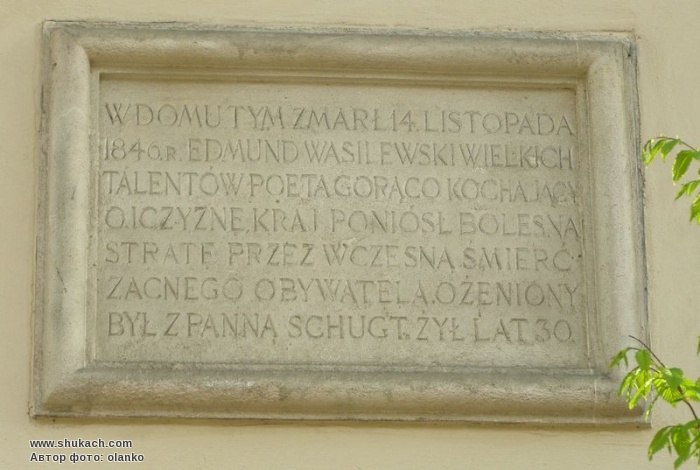 W DOMU TYM ZMARŁ 14. LISTOPADA
1846.R. EDMUND WASILEWSKI WIELKICH
TALENTÓW POETA GORĄCO KOCHAJĄCY
OJCZYZNĘ, KRAJ PONIÓSŁ BOLESNĄ
STRATĘ PRZEZ WCZESNĄ ŚMIERĆ
ZACNEGO OBYWATELA. OŻENIONY
BYŁ Z PANNĄ SCHUGT. ŻYŁ LAT 30.
www.shukach.com
Автор фото: olanko